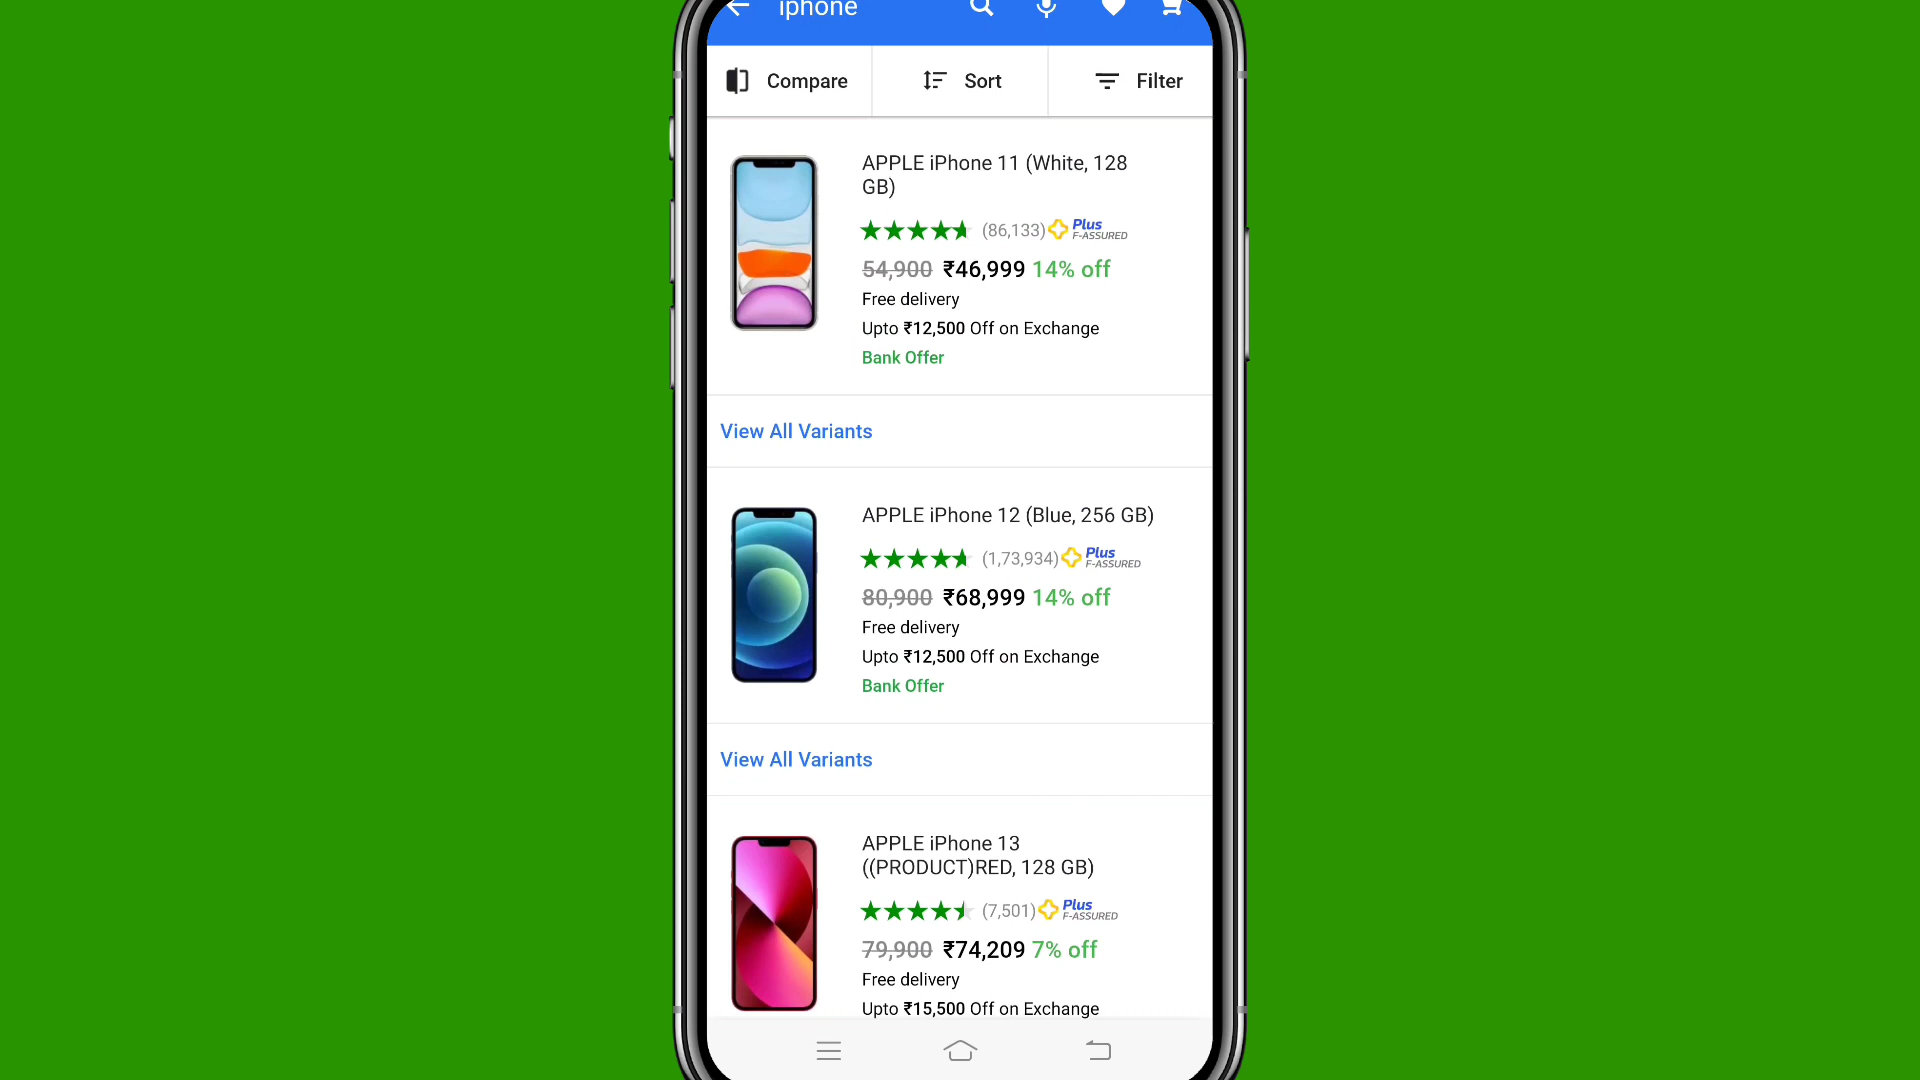 iphone
Compare
Sort
Filter
APPLE iPhone 11 (White, 128
GB)
(86,133) Plus
F-ASSURED
54,900 ₹46,999 14% off
Free delivery
Upto ₹12,500 Off on Exchange
Bank Offer
View All Variants
APPLE iPhone 12 (Blue, 256 GB)
(1,73,934) Plus
F-ASSURED
80,900 ₹68,999 14% off
Free delivery
Upto ₹12,500 Off on Exchange
Bank Offer
View All Variants
APPLE iPhone 13
((PRODUCT)RED, 128 GB)
(7,501) Plus
F-ASSURED
79,900 ₹74,209 7% off
Free delivery
Upto ₹15,500 Off on Exchange